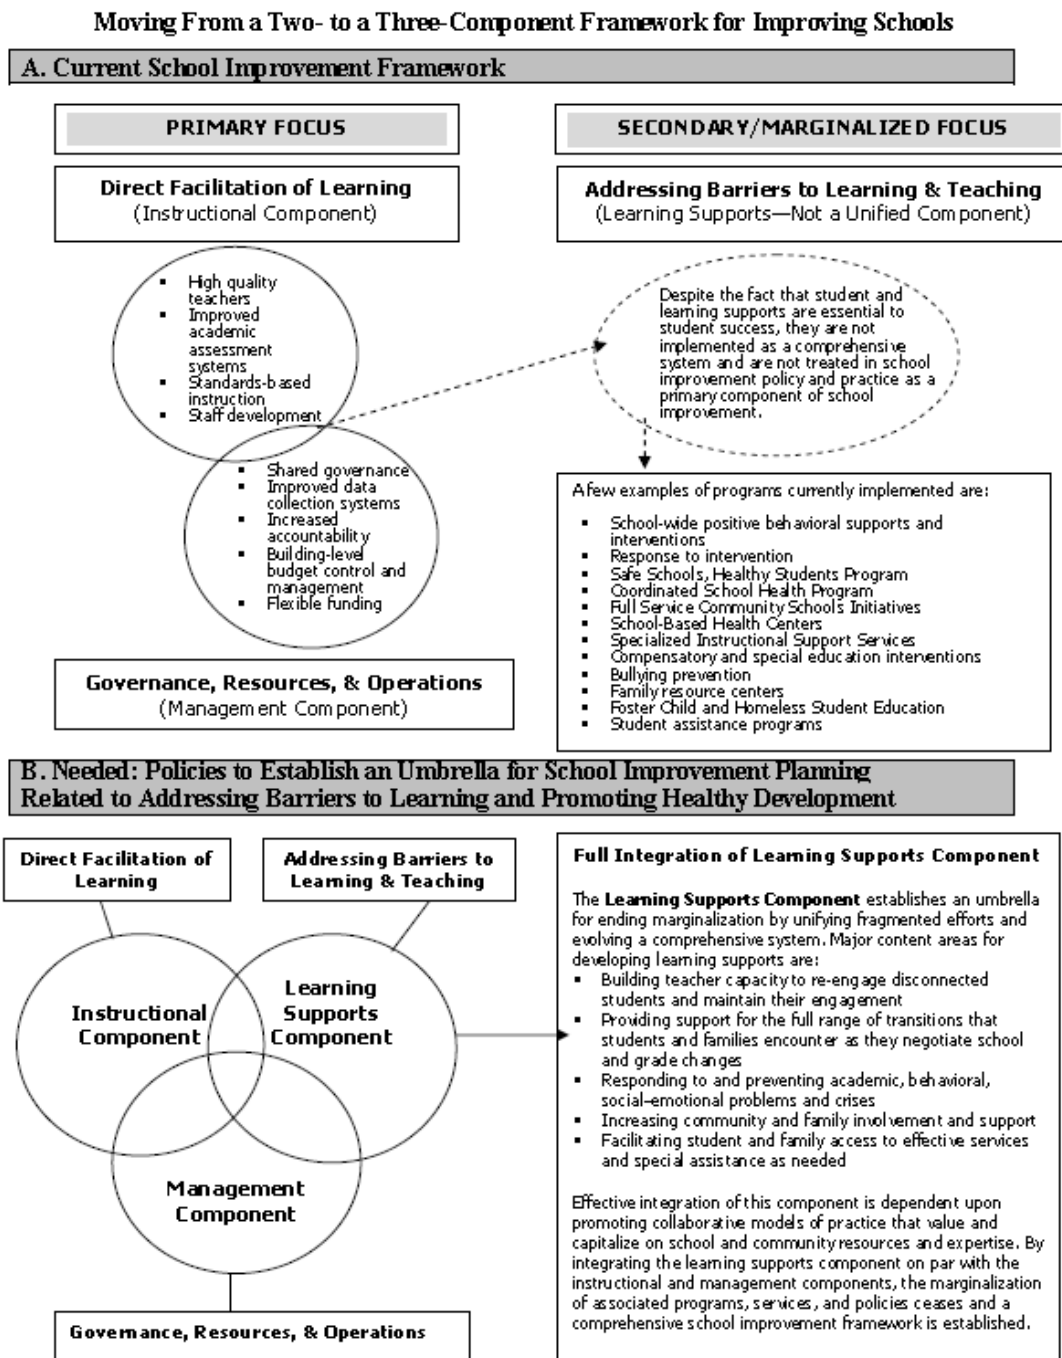 Moving From a Two- to a Three-Component Framework for Improving Schools
A. Current School Improvement Framework
PRIMARY FOCUS
Direct Facilitation of Learning
(Instructional Component)
▪ High quality
teachers
▪ Improved
academic
assessment
systems
▪ Standards-based
instruction
▪ Staff development
▪ Shared governance
▪ Improved data
collection systems
▪ Increased
accountability
▪ Building-level
budget control and
management
▪ Flexible funding
Governance, Resources, & Operations
(Management Component)
SECONDARY/MARGINALIZED FOCUS
Addressing Barriers to Learning & Teaching
(Learning Supports—Not a Unified Component)
Despite the fact that student and
learning supports are essential to
student success, they are not
implemented as a comprehensive
system and are not treated in school
improvement policy and practice as a
primary component of school
improvement.
A few examples of programs currently implemented are:
▪ School-wide positive behavioral supports and
interventions
▪ Response to intervention
▪ Safe Schools, Healthy Students Program
▪ Coordinated School Health Program
▪ Full Service Community Schools Initiatives
▪ School-Based Health Centers
▪ Specialized Instructional Support Services
▪ Compensatory and special education interventions
▪ Bullying prevention
▪ Family resource centers
▪ Foster Child and Homeless Student Education
▪ Student assistance programs
B. Needed: Policies to Establish an Umbrella for School Improvement Planning
Related to Addressing Barriers to Learning and Promoting Healthy Development
Direct Facilitation of
Learning
Addressing Barriers to
Learning & Teaching
Instructional
Component
Learning
Supports
Component
Management
Component
Governance, Resources, & Operations
Full Integration of Learning Supports Component
The Learning Supports Component establishes an umbrella
for ending marginalization by unifying fragmented efforts and
evolving a comprehensive system. Major content areas for
developing learning supports are:
▪ Building teacher capacity to re-engage disconnected
students and maintain their engagement
▪ Providing support for the full range of transitions that
students and families encounter as they negotiate school
and grade changes
▪ Responding to and preventing academic, behavioral,
social-emotional problems and crises
▪ Increasing community and family involvement and support
▪ Facilitating student and family access to effective services
and special assistance as needed
Effective integration of this component is dependent upon
promoting collaborative models of practice that value and
capitalize on school and community resources and expertise. By
integrating the learning supports component on par with the
instructional and management components, the marginalization
of associated programs, services, and policies ceases and a
comprehensive school improvement framework is established.